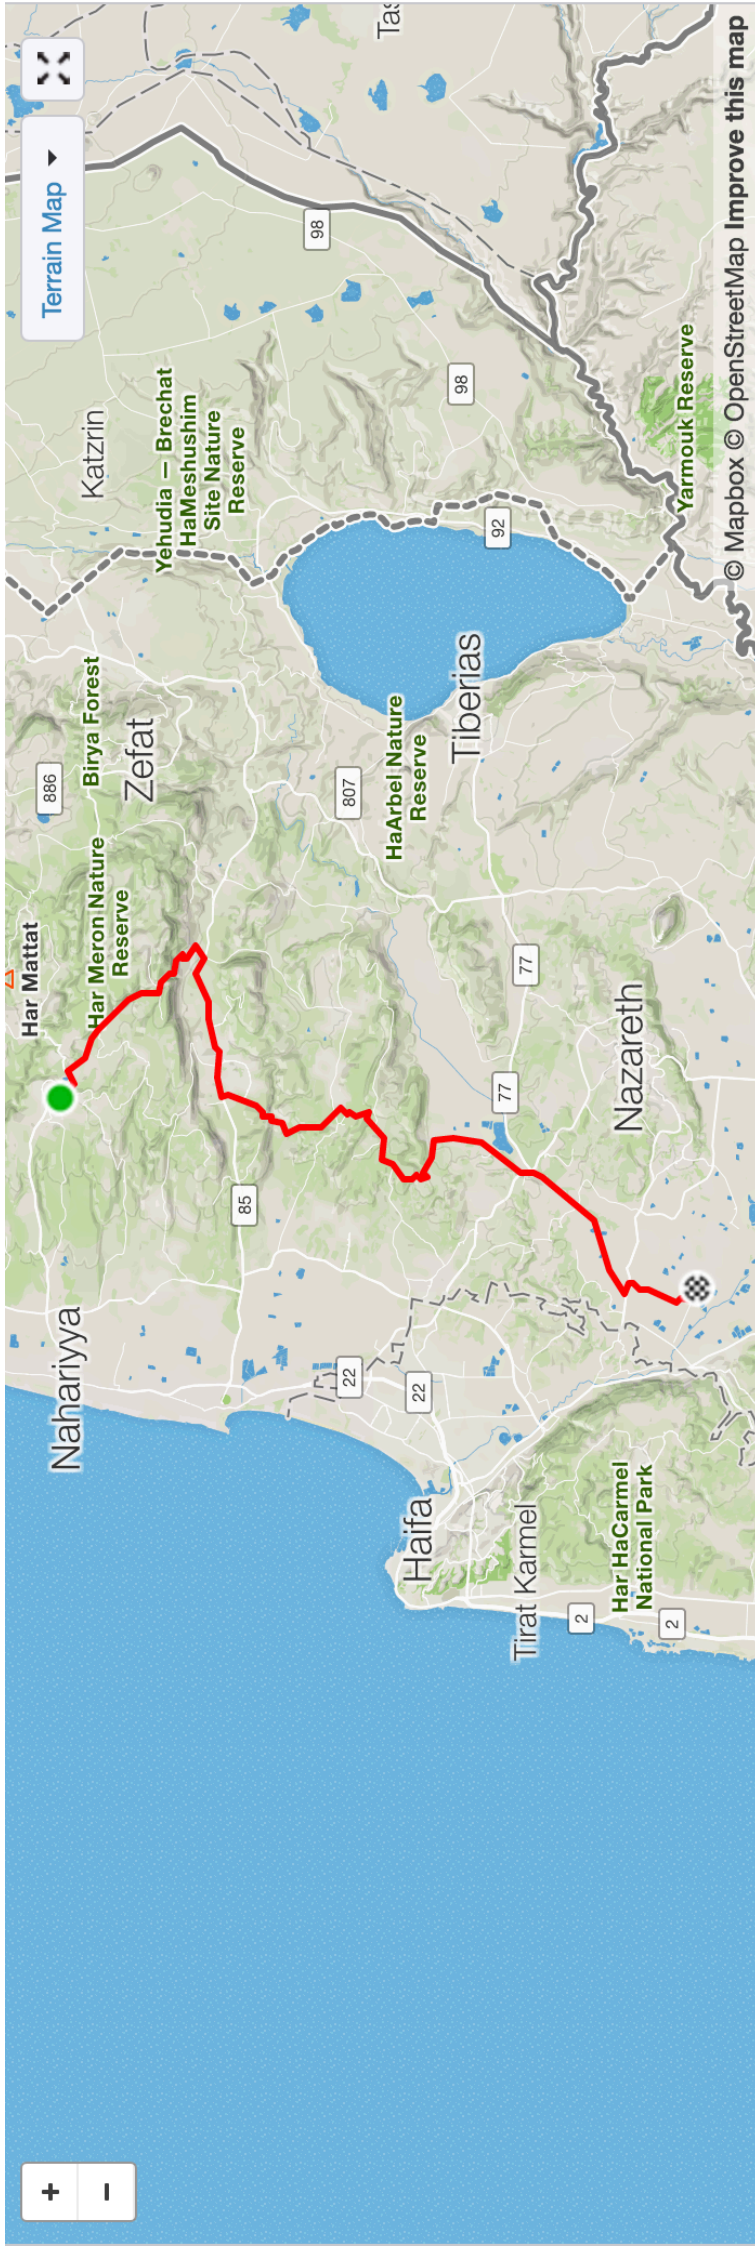 +
−
Terrain Map
Har Mattat
886
Nahariyya
Har Meron Nature
Reserve
Birya Forest
Katzrin
Zefat
Yehudia – Brechat
HaMeshushim
Site Nature
Reserve
85
98
22
807
Tas
22
Haifa
HaArbel Nature
Reserve
98
Tiberias
92
77
77
Tirat Karmel
2
Har HaCarmel
National Park
Nazareth
2
Yarmouk Reserve
© Mapbox © OpenStreetMap Improve this map